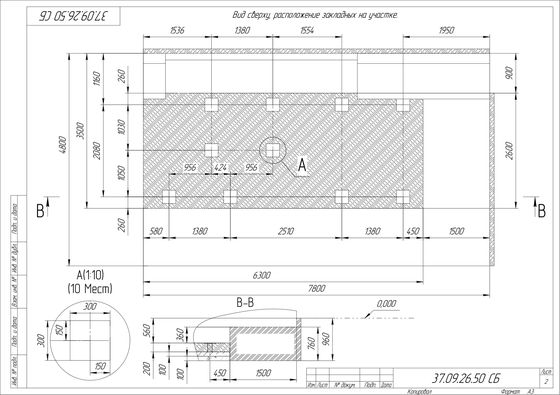 37.09.26.50 СБ
Вид сверху, расположение закладных на участке.
1536
1380
1554
1950
1160
260
900
4800
3500
1030
2080
1050
260
2600
956
424
956
А
В
В
580
1380
2510
1380
450
1500
6300
7800
А(1:10)
(10 Мест)
300
150
300
150
В-В
0,000
560
360
200
100
100
450
1500
760
960
Подп. и дата
Инв. № дубл.
Взам. инв. №
Подп. и дата
Инв. № подл.
Изм. Лист № докум. Подп. Дата
37.09.26.50 СБ
Лист
2
Копировал Формат А3